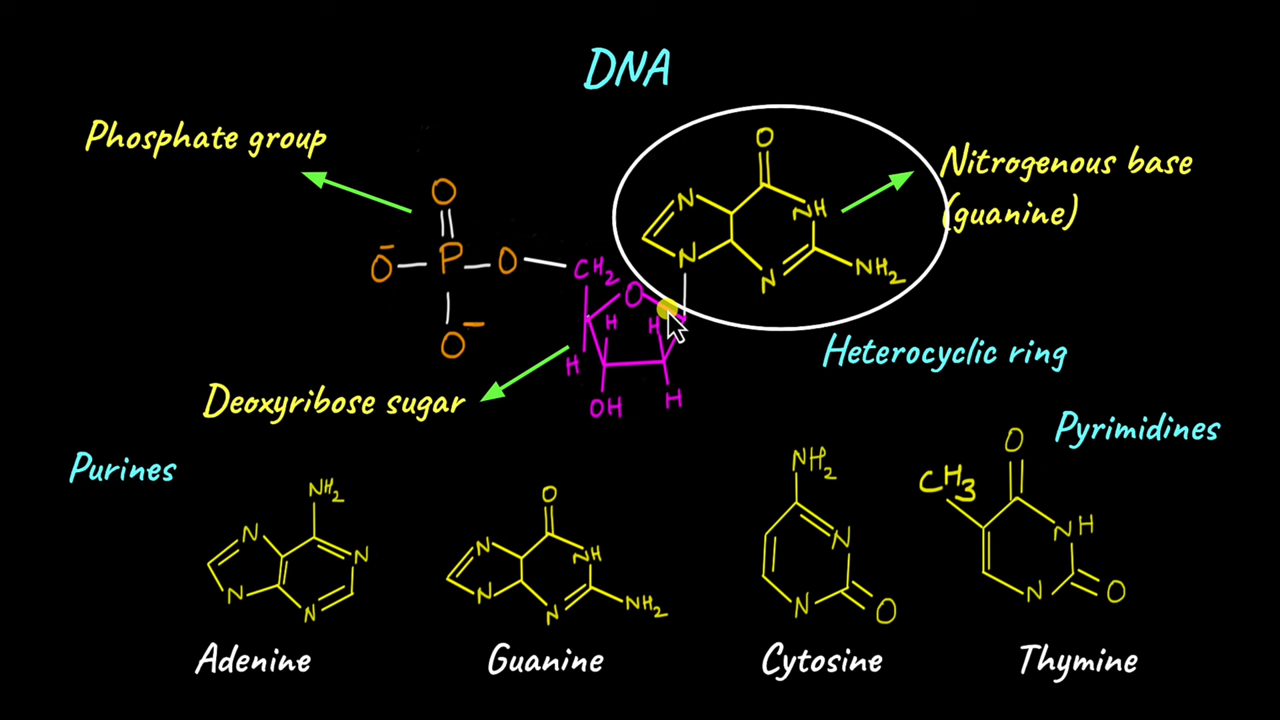 DNA
Phosphate group
Nitrogenous base
(guanine)
O
O
O⁻
P
O
O⁻
CH₂
O
H
H
H
OH
H
N
N
NH
N
NH₂
Heterocyclic ring
Deoxyribose sugar
Purines
Pyrimidines
NH₂
N
N
N
N
O
N
NH
N
N
NH₂
NH₂
N
N
O
O
CH₃
NH
N
O
Adenine
Guanine
Cytosine
Thymine